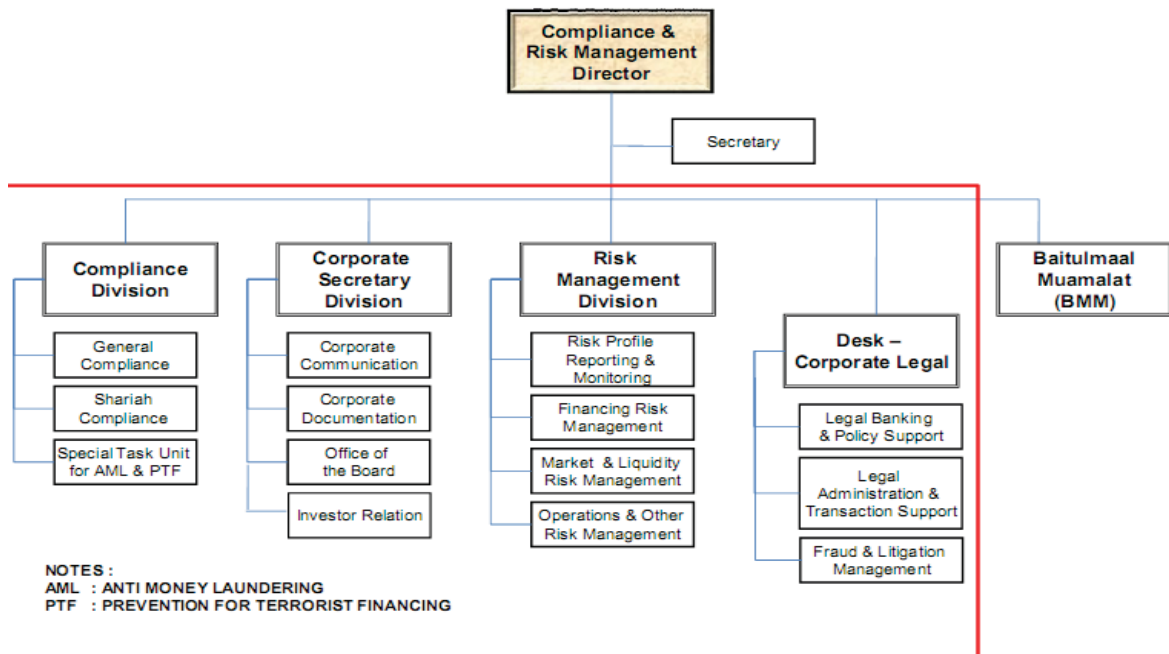 Compliance &
Risk Management
Director
Secretary
Compliance
Division
General
Compliance
Shariah
Compliance
Special Task Unit
for AML & PTF
Corporate
Secretary
Division
Corporate
Communication
Corporate
Documentation
Office of
the Board
Investor Relation
Risk
Management
Division
Risk Profile
Reporting &
Monitoring
Financing Risk
Management
Market & Liquidity
Risk Management
Operations & Other
Risk Management
Desk –
Corporate Legal
Legal Banking
& Policy Support
Legal
Administration &
Transaction Support
Fraud & Litigation
Management
Baitulmaal
Muamalat
(BMM)
NOTES :
AML : ANTI MONEY LAUNDERING
PTF : PREVENTION FOR TERRORIST FINANCING